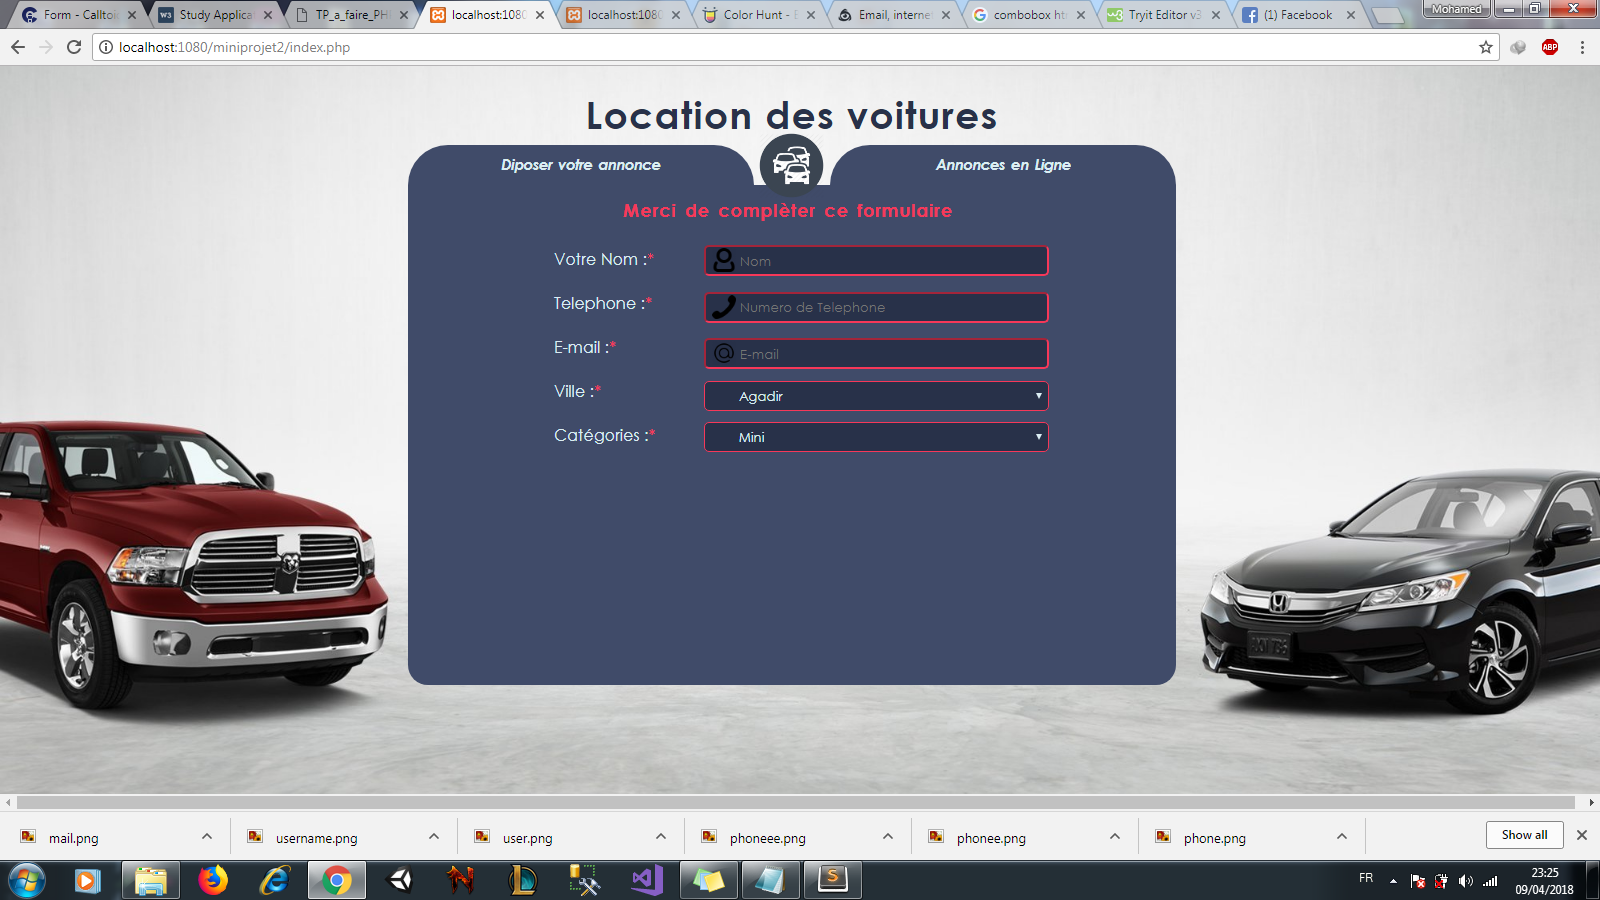 Form - Calltoi
Study Applica
TP_a_faire_PH
localhost:1080
localhost:1080
Color Hunt - B
Email, interne
combobox ht
Tryit Editor v3
(1) Facebook
Mohamed
localhost:1080/miniprojet2/index.php
ABP
Location des voitures
Diposer votre annonce
Annonces en Ligne
Merci de complèter ce formulaire
Votre Nom :*
Nom
Telephone :*
Numero de Telephone
E-mail :*
E-mail
Ville :*
Agadir
Catégories :*
Mini
mail.png
username.png
user.png
phoneee.png
phonee.png
phone.png
Show all
FR
23:25
09/04/2018